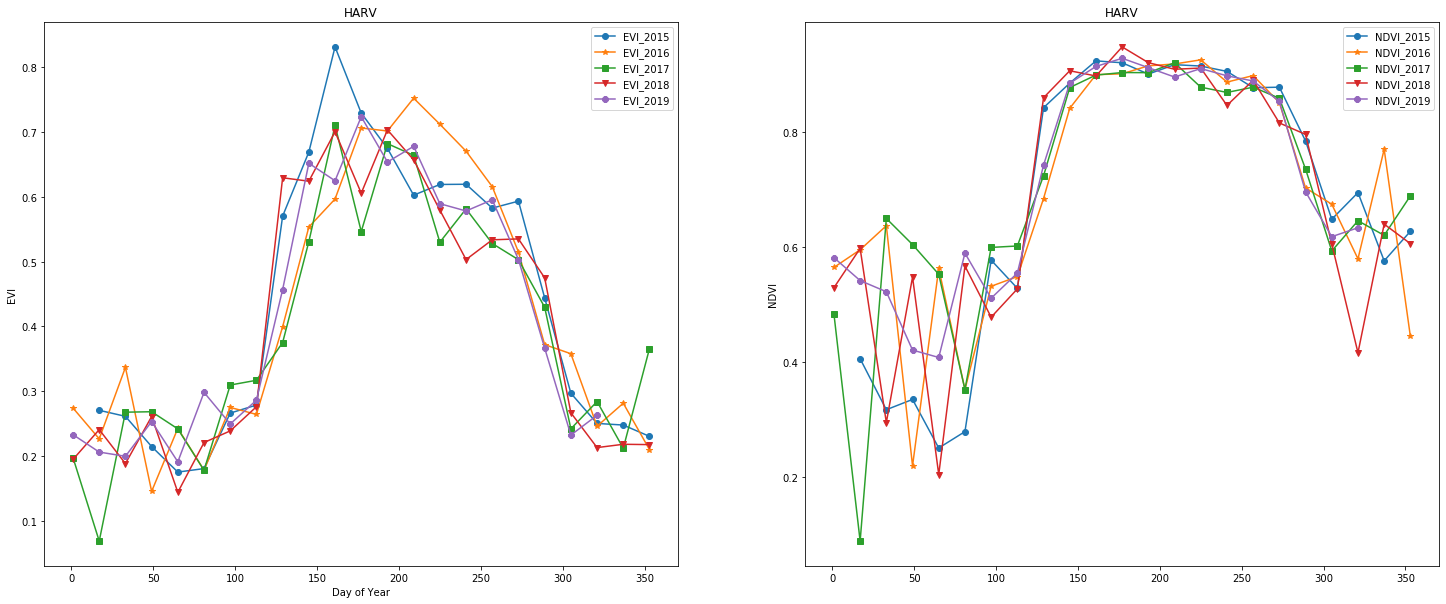 HARV
EVI_2015
EVI_2016
EVI_2017
EVI_2018
EVI_2019
EVI
0.8
0.7
0.6
0.5
0.4
0.3
0.2
0.1
0 50 100 150 200 250 300 350
Day of Year
HARV
NDVI_2015
NDVI_2016
NDVI_2017
NDVI_2018
NDVI_2019
NDVI
0.8
0.6
0.4
0.2
0 50 100 150 200 250 300 350